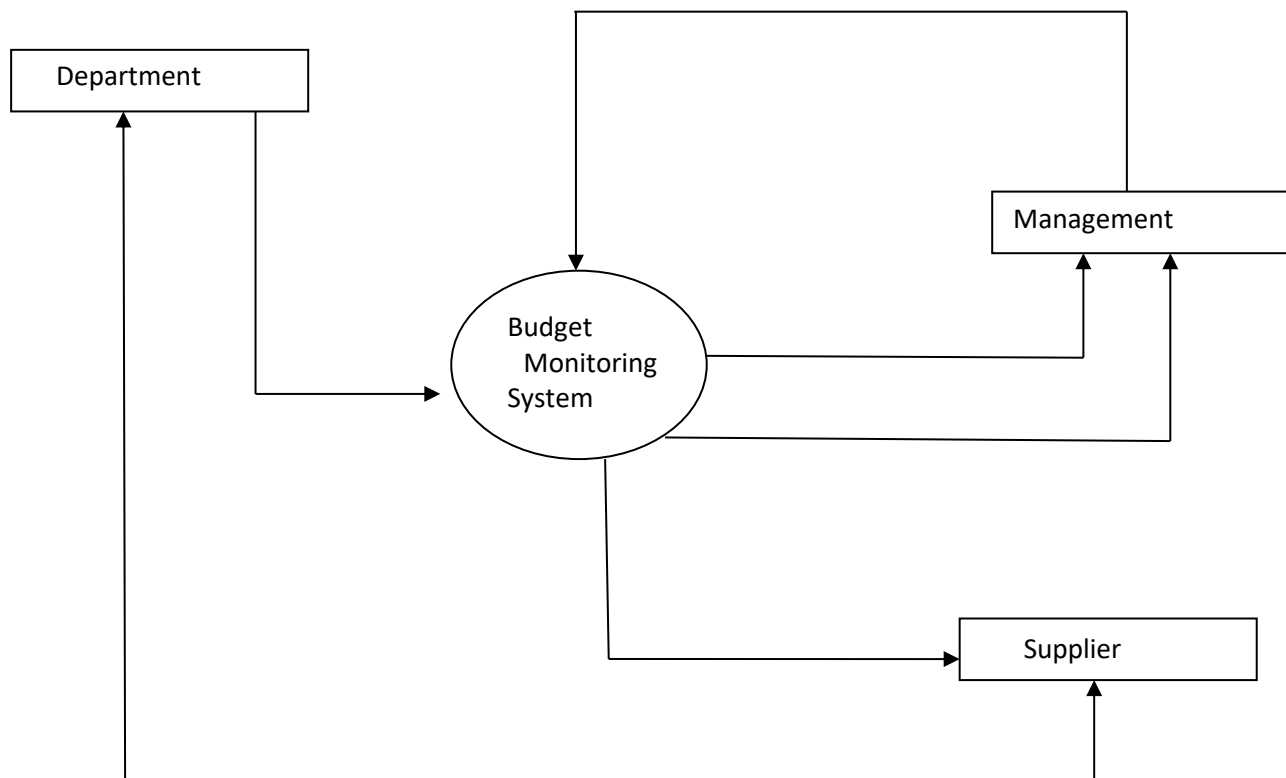 Department
Management
Budget
Monitoring
System
Supplier